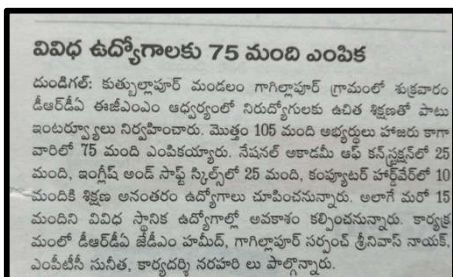 వివిధ ఉద్యోగాలకు 75 మంది ఎంపిక
దుండిగల్: కుత్బుల్లాపూర్ మండలం గాగిల్లాపూర్ గ్రామంలో శుక్రవారం
డీఆర్‌డీఏ ఈజీఎంఎం ఆధ్వర్యంలో నిరుద్యోగులకు ఉచిత శిక్షణతో పాటు
ఇంటర్వ్యూలు నిర్వహించారు. మొత్తం 105 మంది అభ్యర్థులు హాజరు కాగా
వారిలో 75 మంది ఎంపికయ్యారు. నేషనల్ అకాడమీ ఆఫ్ కన్‌స్ట్రక్షన్‌లో 25
మంది, ఇంగ్లీష్ అండ్ సాఫ్ట్ స్కిల్స్‌లో 25 మంది, కంప్యూటర్ హార్డ్‌వేర్‌లో 10
మందికి శిక్షణ అనంతరం ఉద్యోగాలు చూపించనున్నారు. అలాగే మరో 15
మందిని వివిధ స్థానిక ఉద్యోగాల్లో అవకాశం కల్పించనున్నారు. కార్యక్ర
మంలో డీఆర్‌డీఏ జేడీఎం హమీద్, గాగిల్లాపూర్ సర్పంచ్ శ్రీనివాస్ నాయక్,
ఎంపీటీసీ సునీత, కార్యదర్శి నరహరి లు పాల్గొన్నారు.